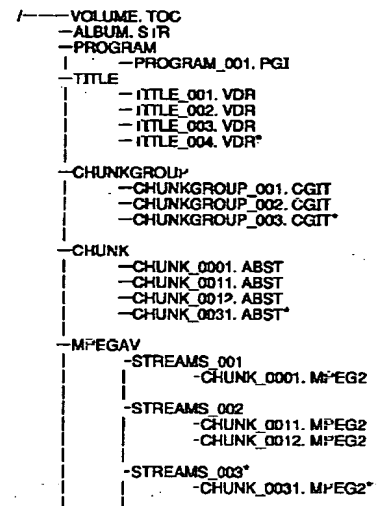 /———VOLUME. TOC
—ALBUM. STR
—PROGRAM
—PROGRAM_001. PGI
—TITLE
—TITLE_001. VDR
—TITLE_002. VDR
—TITLE_003. VDR
—TITLE_004. VDR*
—CHUNKGROUP
—CHUNKGROUP_001. CGIT
—CHUNKGROUP_002. CGIT
—CHUNKGROUP_003. CGIT*
—CHUNK
—CHUNK_0001. ABST
—CHUNK_0011. ABST
—CHUNK_0012. ABST
—CHUNK_0031. ABST*
—MPEGAV
-STREAMS_001
-CHUNK_0001. MPEG2
-STREAMS_002
-CHUNK_0011. MPEG2
-CHUNK_0012. MPEG2
-STREAMS_003*
-CHUNK_0031. MPEG2*